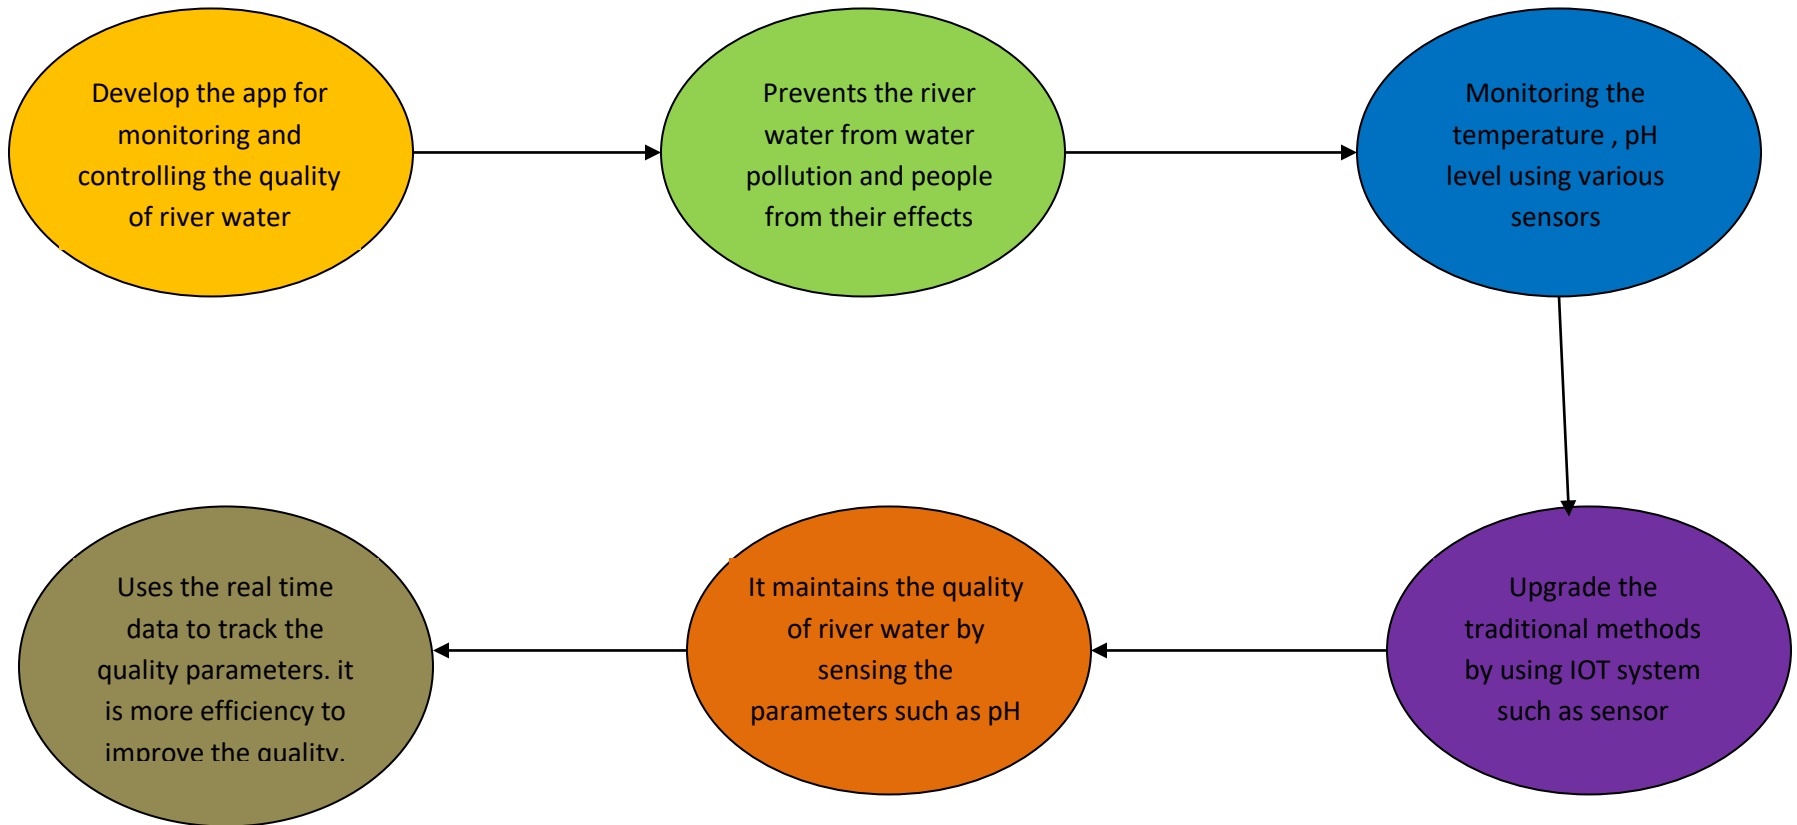 Develop the app for
monitoring and
controlling the quality
of river water
Prevents the river
water from water
pollution and people
from their effects
Monitoring the
temperature , pH
level using various
sensors
Upgrade the
traditional methods
by using IOT system
such as sensor
It maintains the quality
of river water by
sensing the
parameters such as pH
Uses the real time
data to track the
quality parameters. it
is more efficiency to
improve the quality.